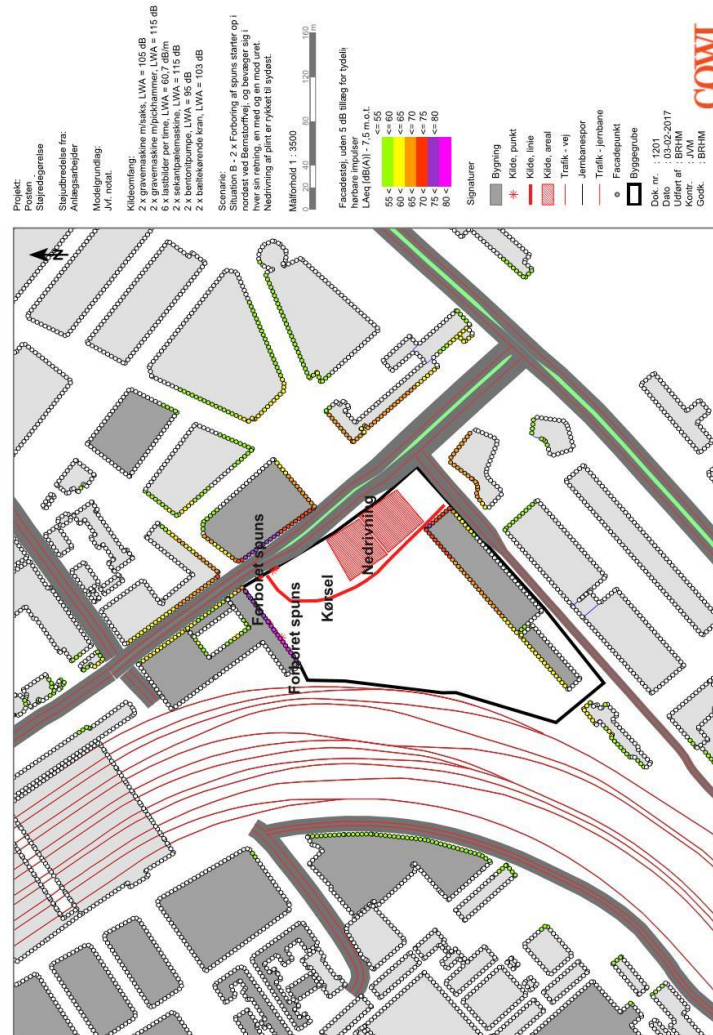 Projekt:
Posten .
Støjredegørelse
Støjudbredelse fra:
Anlægsarbejder
Modelgrundlag:
Jvf. notat.
Kildeomfang:
2 x gravemaskine m/saks, LWA = 105 dB
2 x gravemaskine m/pickhammer, LWA = 115 dB
6 x lastbilder per time, LWA = 60,7 dB/m
2 x sekantpælemaskine, LWA = 115 dB
2 x bentonitpumpe, LWA = 95 dB
2 x bæltekørende kran, LWA = 103 dB
Scenarie:
Situation B - 2 x Forboring af spuns starter op i
nordøst ved Bernstorffvej, og bevæger sig i
hver sin retning, en med og en mod uret.
Nedrivning af plint er rykket til sydøst.
Målforhold 1 : 3500
0 20 40 80 120 160
m
Facadestøj, uden 5 dB tillæg for tydeli
hørbare impulser
LAeq [dB(A)] - 7,5 m.o.t.
<= 55
55 < <= 60
60 < <= 65
65 < <= 70
70 < <= 75
75 < <= 80
80 <
Signaturer
Bygning
Kilde, punkt
Kilde, linie
Kilde, areal
Trafik - vej
Jernbanespor
Trafik - jernbane
Facadepunkt
Byggegrube
Dok. nr. : 1201
Dato : 03-02-2017
Udført af : BRHM
Kontr. : JVM
Godk. : BRHM
COWI
N
Forboret spuns
Forboret spuns
Kørsel
Nedrivning